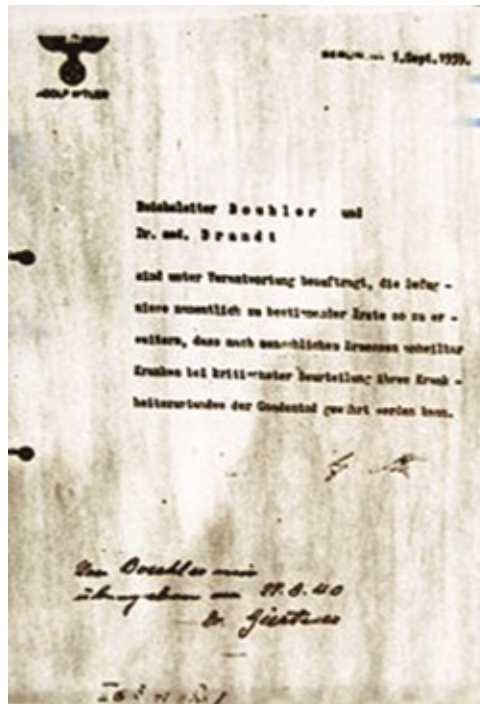 ADOLF HITLER
BERLIN, 1.Sept.1939.
Reichsleiter B o u h l e r und
Dr. med. B r a n d t
sind unter Verantwortung beauftragt, die Befug -
nisse namentlich zu bestimmender Ärzte so zu er -
weitern, dass nach menschlichem Ermessen unheilbar
Kranken bei kritischster Beurteilung ihres Krank -
heitszustandes der Gnadentod gewährt werden kann.
Von Bouhler mir
übergeben am 27.8.40
Dr. Gürtner